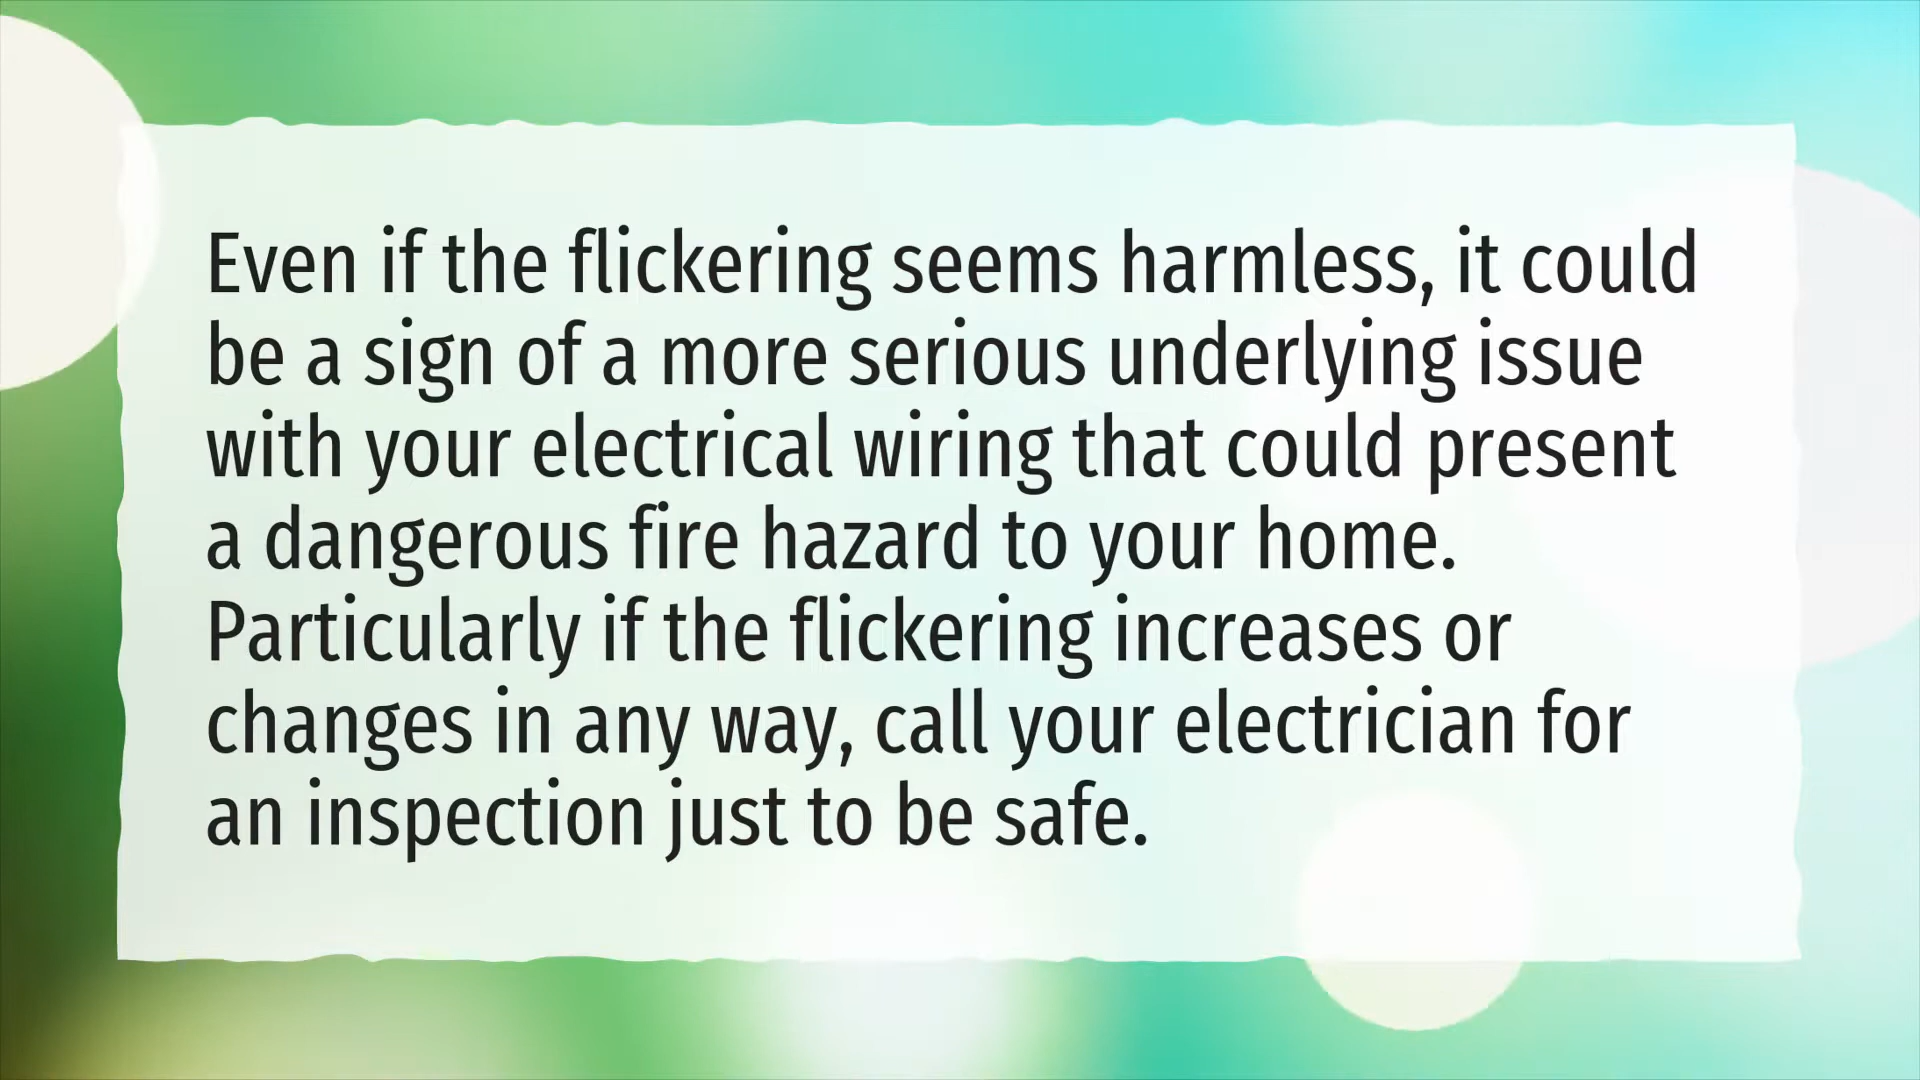 Even if the flickering seems harmless, it could
be a sign of a more serious underlying issue
with your electrical wiring that could present
a dangerous fire hazard to your home.
Particularly if the flickering increases or
changes in any way, call your electrician for
an inspection just to be safe.